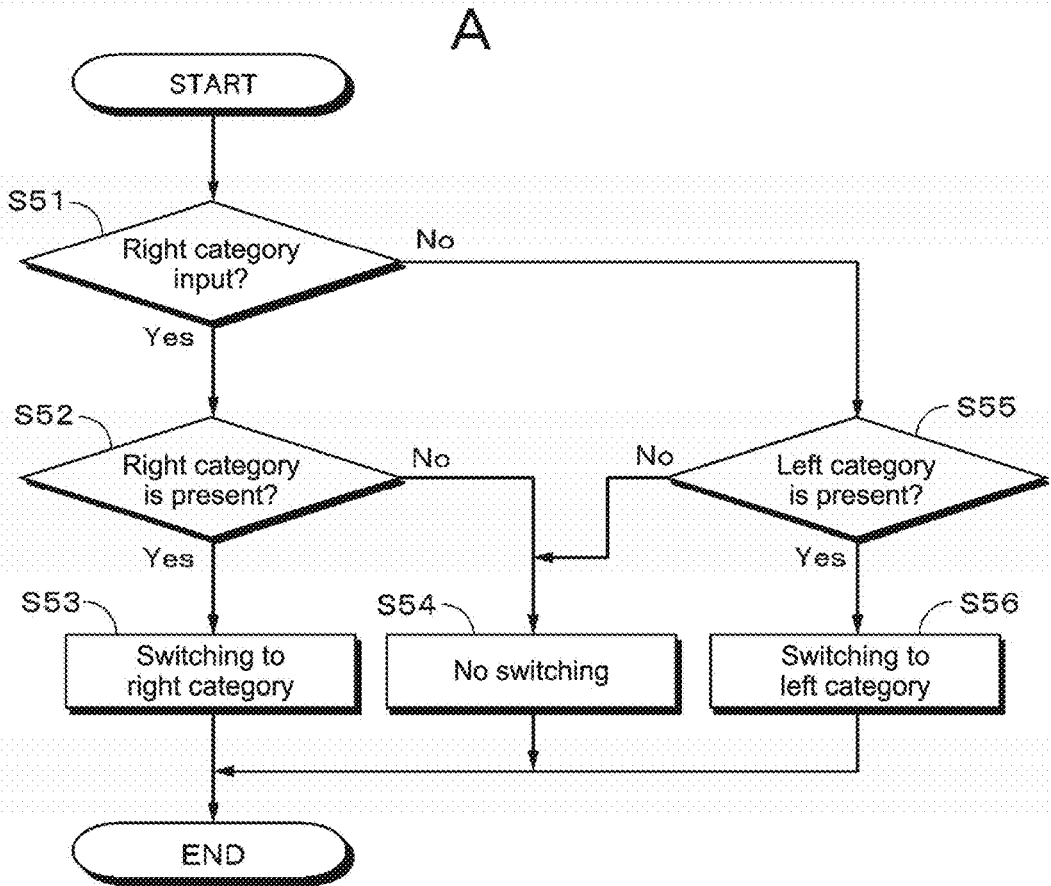 A
START
S51
Right category
input?
No
Yes
S52
Right category
is present?
No
Yes
S55
Left category
is present?
No
Yes
S53
Switching to
right category
S54
No switching
S56
Switching to
left category
END